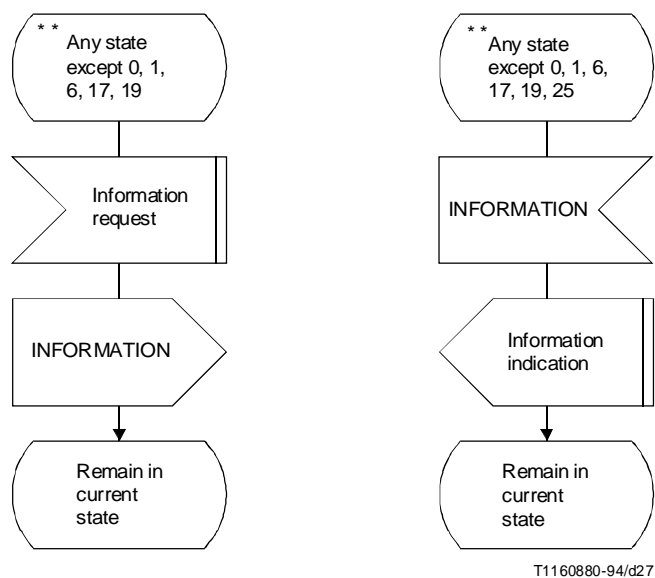 * * Any state
except 0, 1,
6, 17, 19
Information
request
INFORMATION
Remain in
current
state
* * Any state
except 0, 1, 6,
17, 19, 25
INFORMATION
Information
indication
Remain in
current
state
T1160880-94/d27